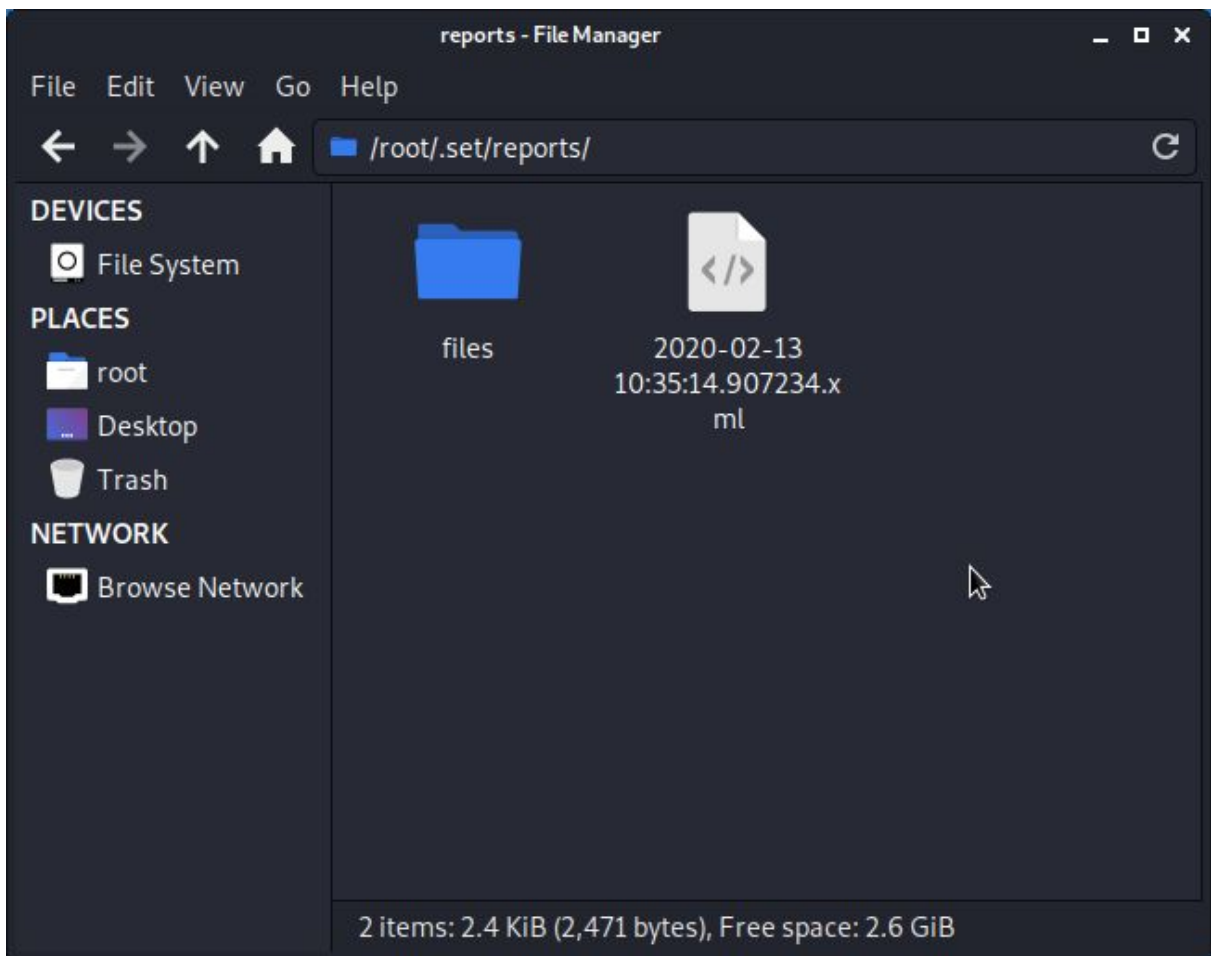 reports - File Manager
File Edit View Go Help
/root/.set/reports/
DEVICES
File System
PLACES
root
Desktop
Trash
NETWORK
Browse Network
files
2020-02-13
10:35:14.907234.x
ml
2 items: 2.4 KiB (2,471 bytes), Free space: 2.6 GiB